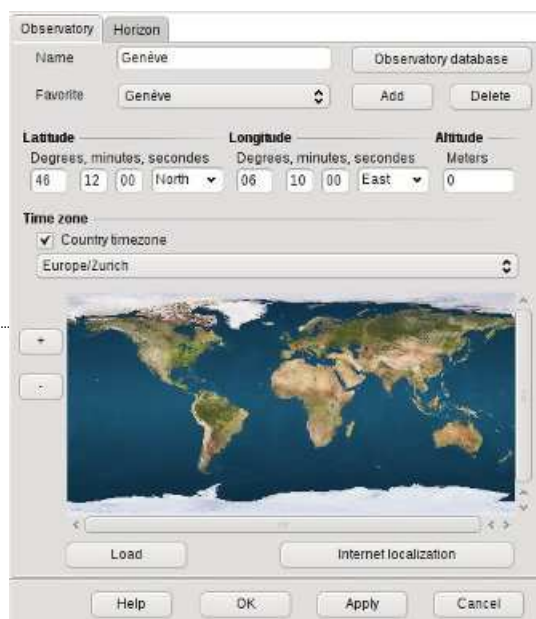 Observatory Horizon
Name Genéve Observatory database
Favorite Genéve Add Delete
Latitude Longitude Altitude
Degrees, minutes, secondes Degrees, minutes, secondes Meters
46 12 00 North 06 10 00 East 0
Time zone
Country timezone
Europe/Zurich
+
-
Load Internet localization
Help OK Apply Cancel